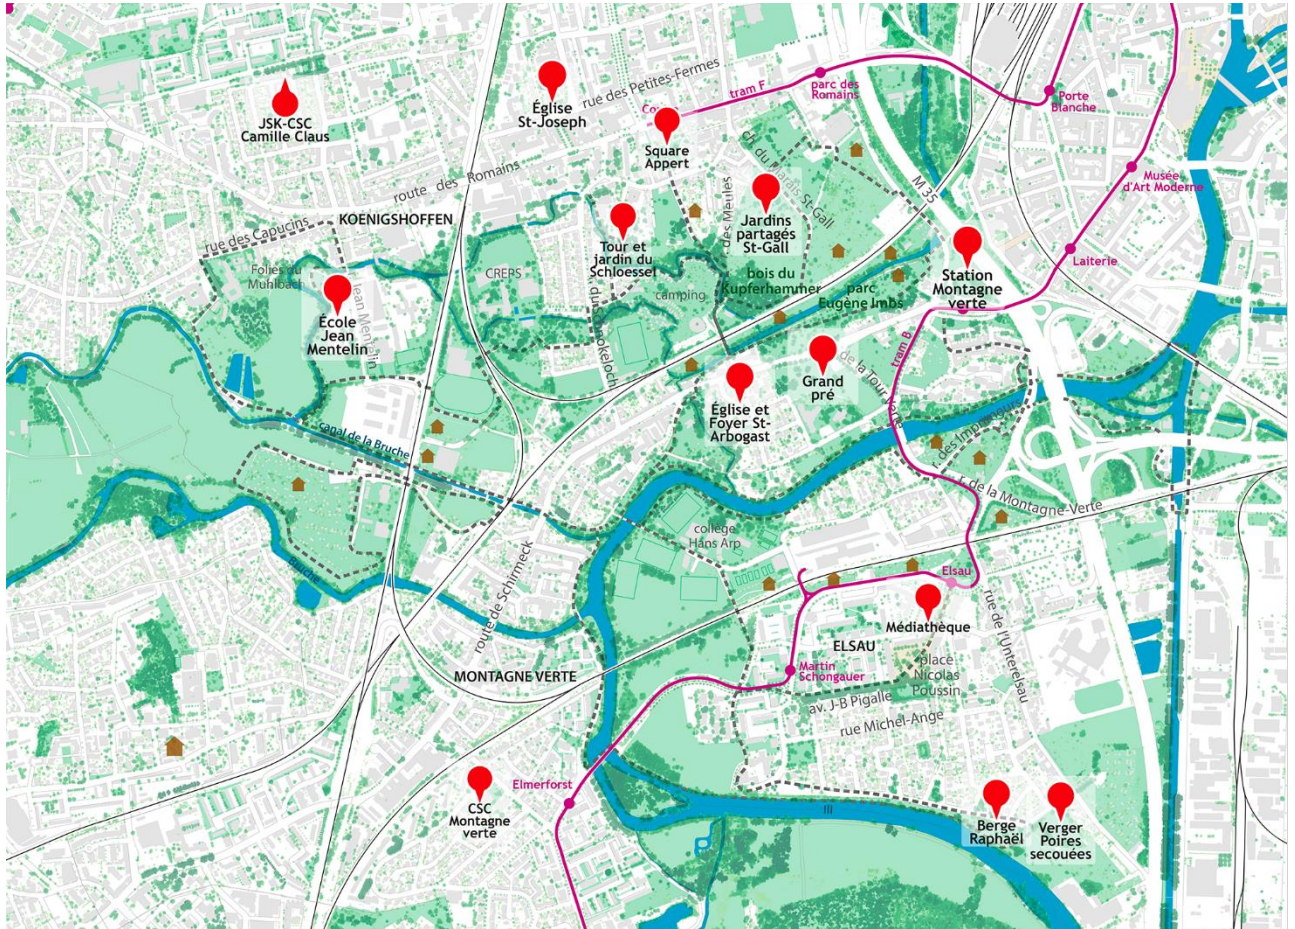 rue des Petites-Fermes
tram F
parc des
Romains
Porte
Blanche
JSK-CSC
Camille Claus
Église
St-Joseph
Square
Appert
ch. du Marais St-Gall
M 35
Musée
d'Art Moderne
route des Romains
des Meules
Jardins
partagés
St-Gall
KOENIGSHOFFEN
rue des Capucins
Tour et
jardin du
Schloessel
Laiterie
Station
Montagne
verte
Folies du
Muhlbach
CREPS
camping
bois du
Kupferhammer
parc
Eugène Imbs
École
Jean
Mentelin
Jean Mentelin
tram B
Grand
pré
de la Tour
Église et
Foyer St-
Arbogast
canal de la Bruche
r. des Imprimeurs
r. de la Montagne-Verte
collège
Hans Arp
Bruche
route de Schirmeck
Elsau
rue de l'Unterelsau
Médiathèque
ELSAU
place
Nicolas
Poussin
MONTAGNE VERTE
Martin
Schongauer
av. J-B Pigalle
rue Michel-Ange
Elmerforst
CSC
Montagne
verte
Ill
Berge
Raphaël
Verger
Poires
secouées